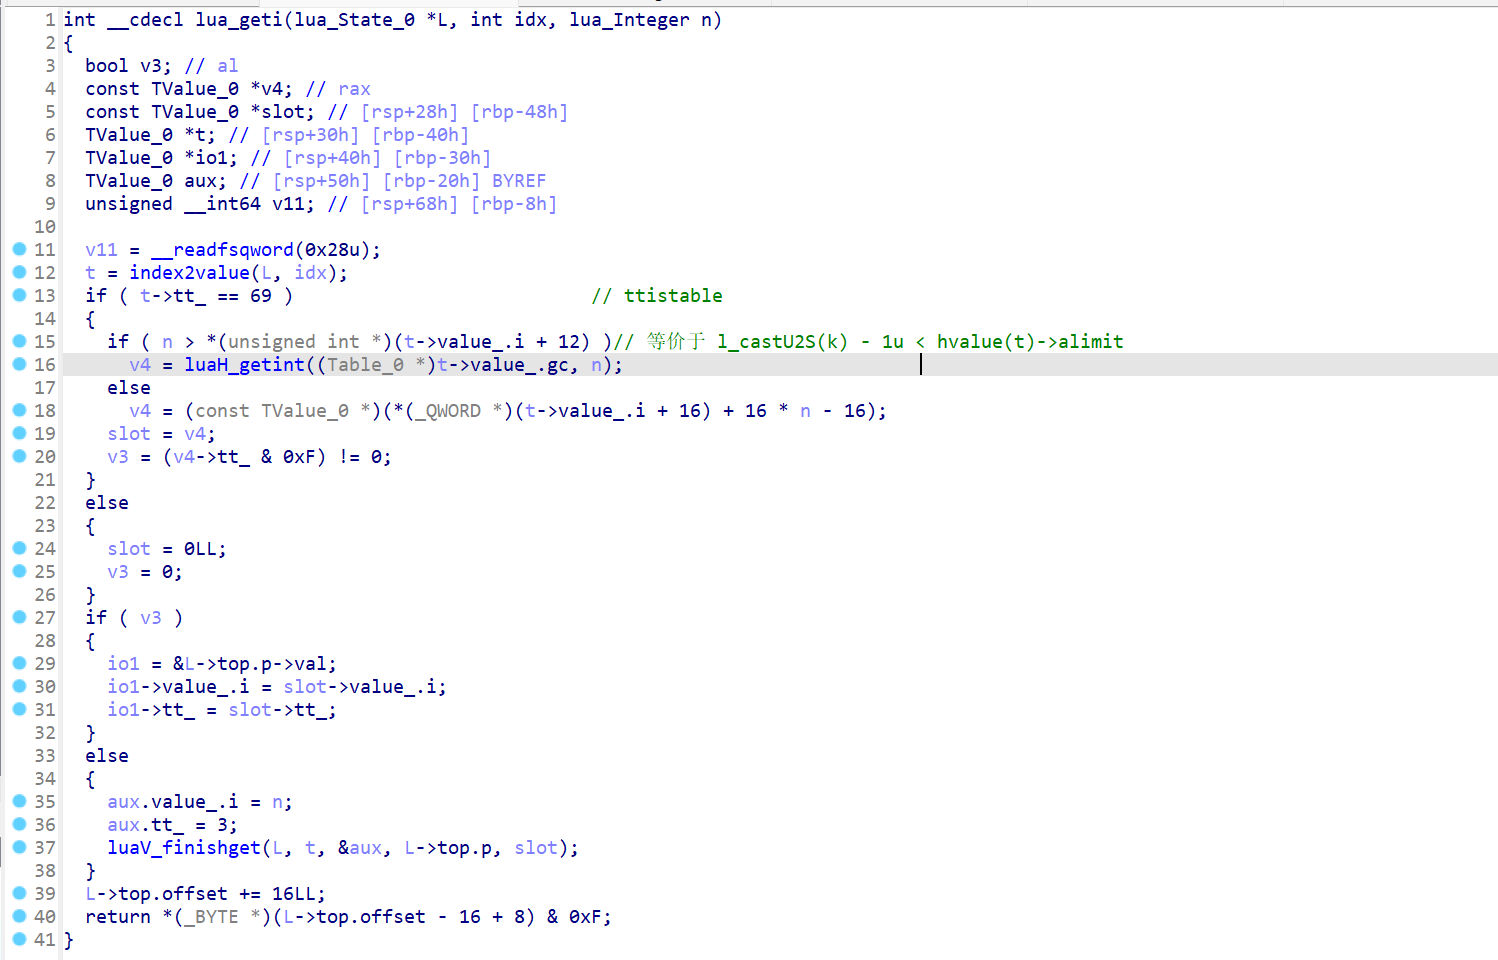 1 int __cdecl lua_geti(lua_State_0 *L, int idx, lua_Integer n)
2 {
3   bool v3; // al
4   const TValue_0 *v4; // rax
5   const TValue_0 *slot; // [rsp+28h] [rbp-48h]
6   TValue_0 *t; // [rsp+30h] [rbp-40h]
7   TValue_0 *io1; // [rsp+40h] [rbp-30h]
8   TValue_0 aux; // [rsp+50h] [rbp-20h] BYREF
9   unsigned __int64 v11; // [rsp+68h] [rbp-8h]
10
11   v11 = __readfsqword(0x28u);
12   t = index2value(L, idx);
13   if ( t->tt_ == 69 )                           // ttistable
14   {
15     if ( n > *(unsigned int *)(t->value_.i + 12) )// 等价于 l_castU2S(k) - 1u < hvalue(t)->alimit
16       v4 = luaH_getint((Table_0 *)t->value_.gc, n);
17     else
18       v4 = (const TValue_0 *)(*(_QWORD *)(t->value_.i + 16) + 16 * n - 16);
19     slot = v4;
20     v3 = (v4->tt_ & 0xF) != 0;
21   }
22   else
23   {
24     slot = 0LL;
25     v3 = 0;
26   }
27   if ( v3 )
28   {
29     io1 = &L->top.p->val;
30     io1->value_.i = slot->value_.i;
31     io1->tt_ = slot->tt_;
32   }
33   else
34   {
35     aux.value_.i = n;
36     aux.tt_ = 3;
37     luaV_finishget(L, t, &aux, L->top.p, slot);
38   }
39   L->top.offset += 16LL;
40   return *(_BYTE *)(L->top.offset - 16 + 8) & 0xF;
41 }